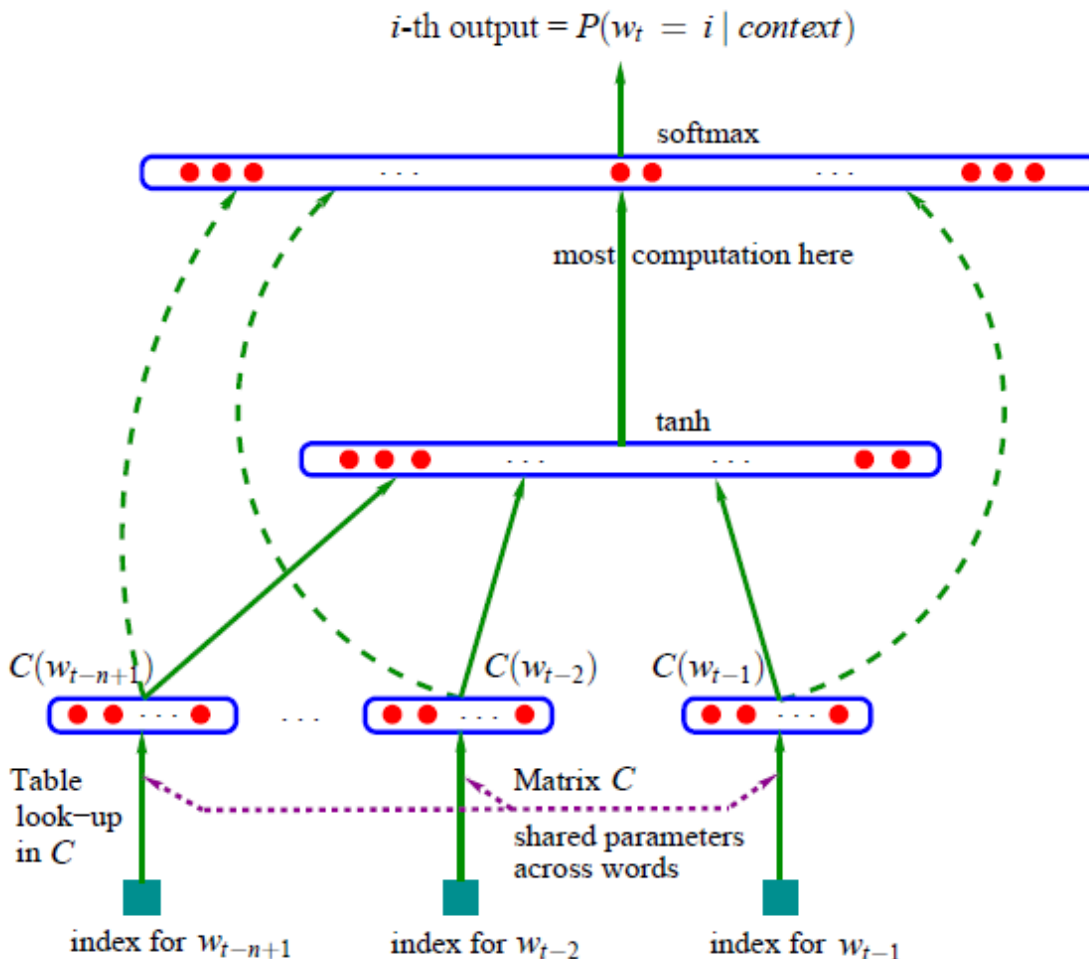 i-th output = P(w_t = i | context)
softmax
. . .
. . .
most computation here
tanh
. . .
. . .
C(w_{t−n+1})
C(w_{t−2})
C(w_{t−1})
. . .
. . .
. . .
. . .
Table
look−up
in C
Matrix C
shared parameters
across words
index for w_{t−n+1}
index for w_{t−2}
index for w_{t−1}